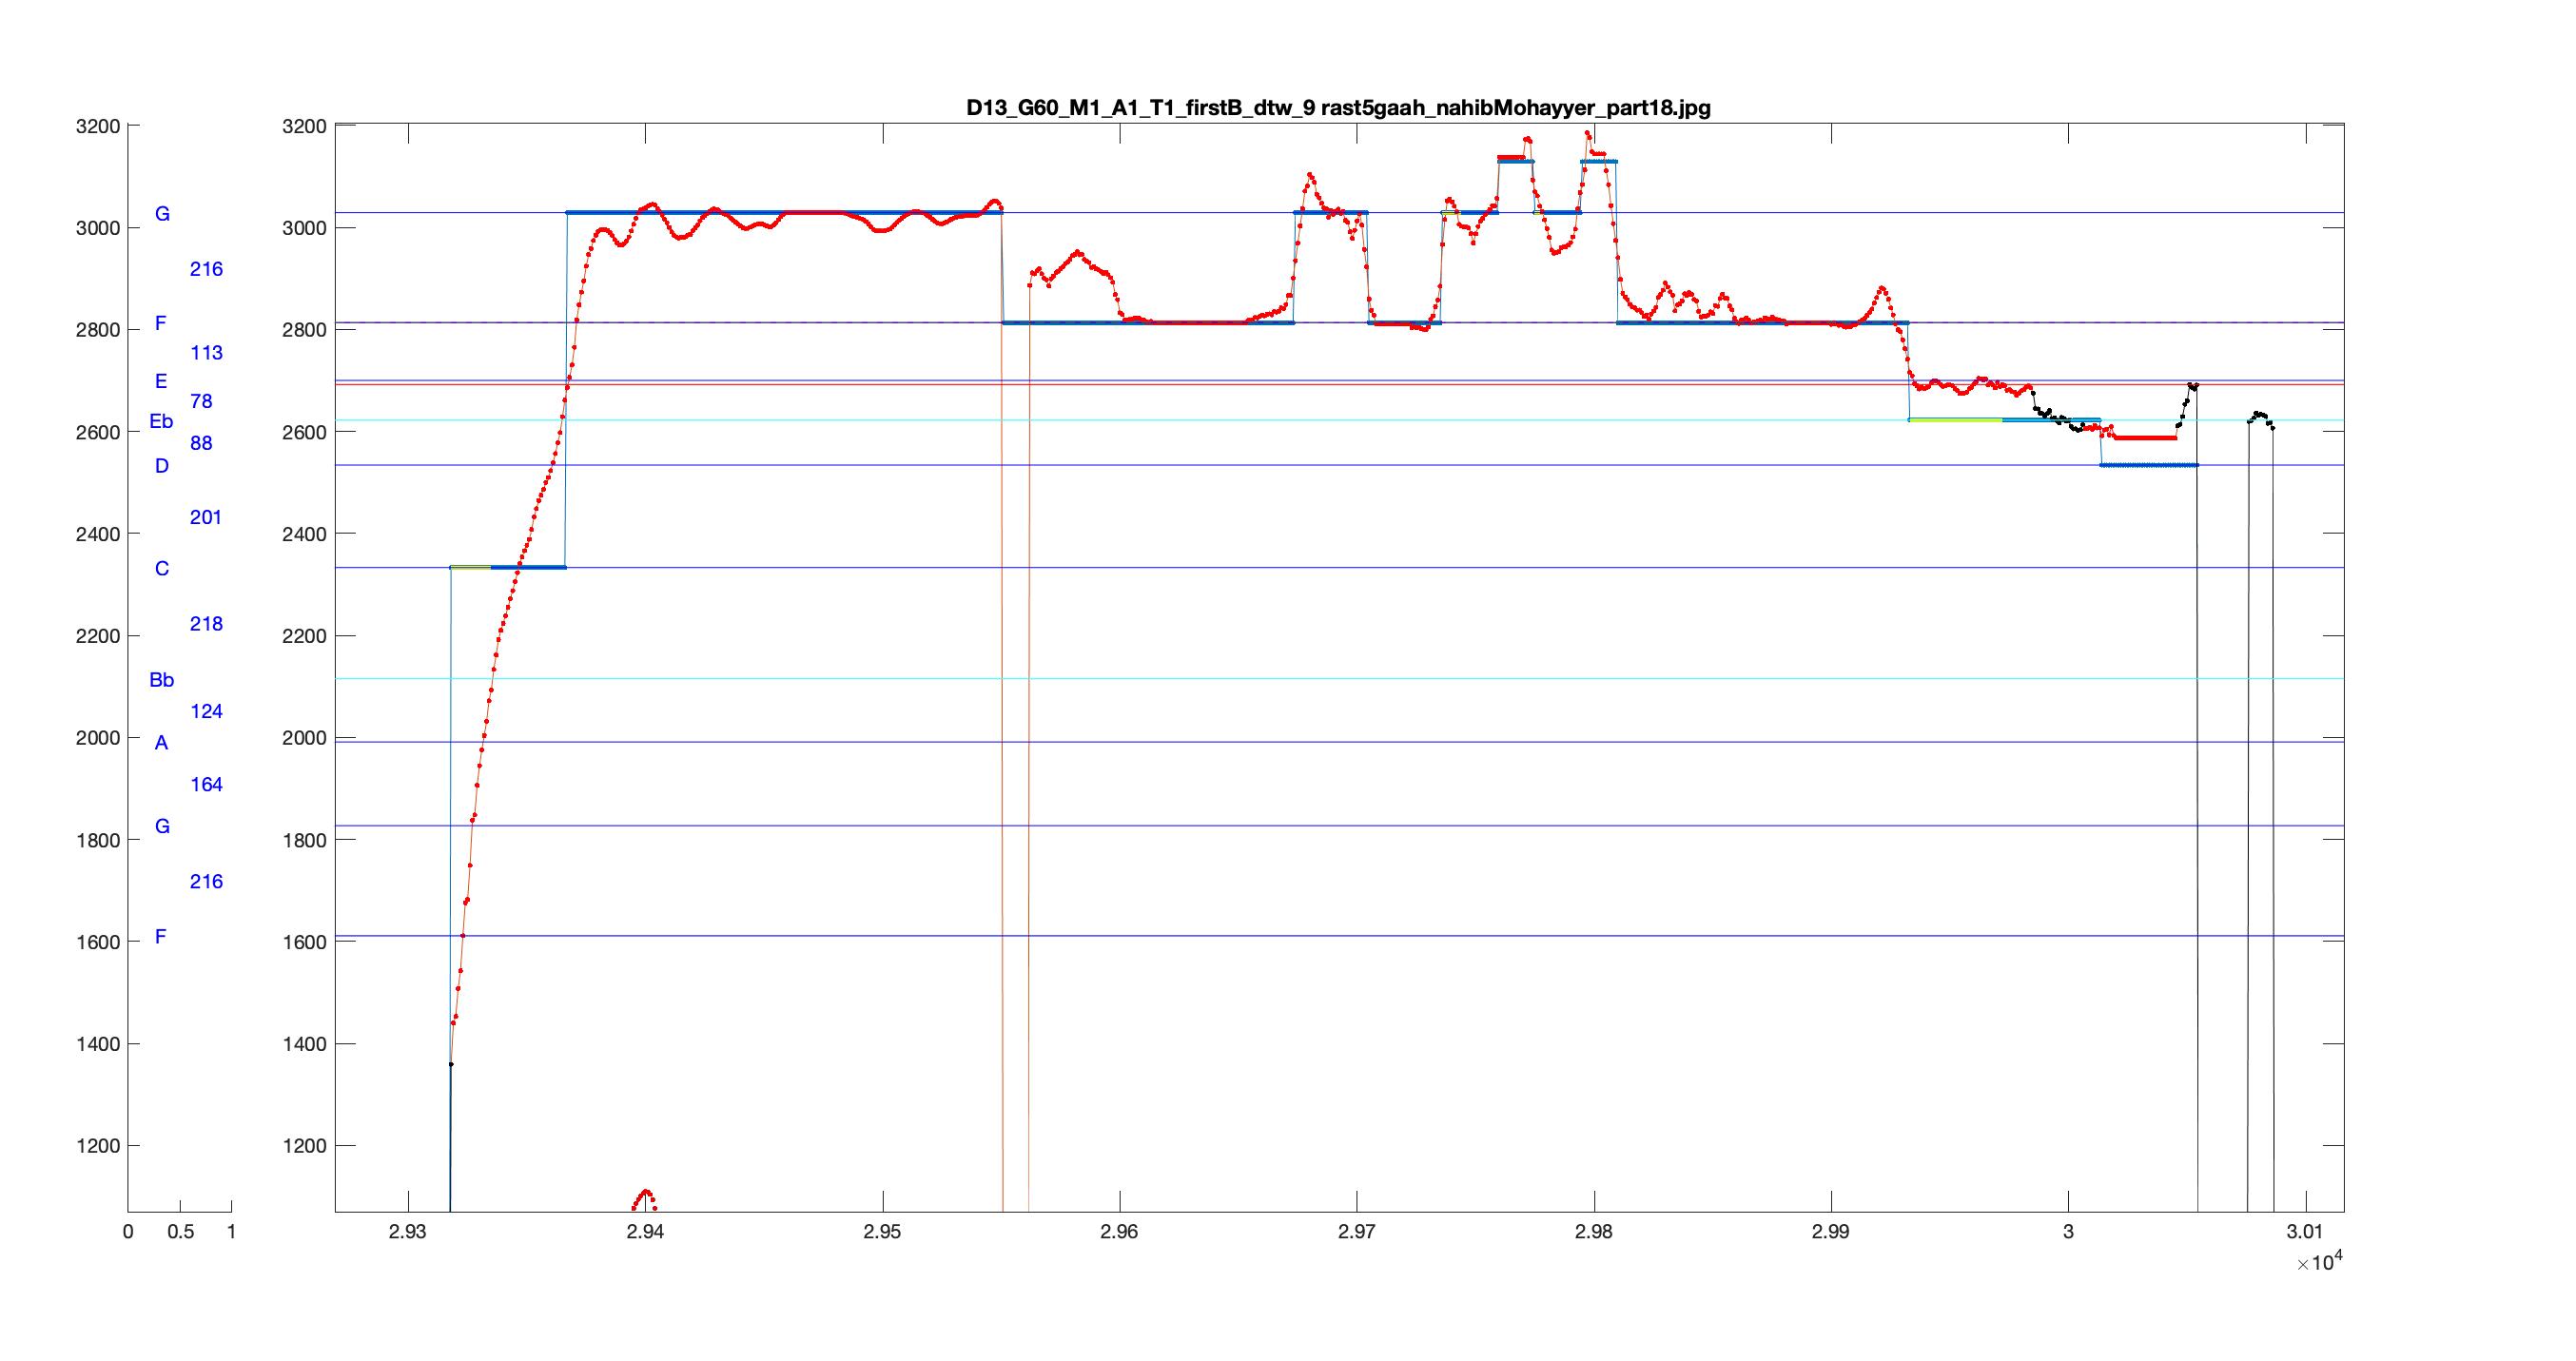 D13_G60_M1_A1_T1_firstB_dtw_9 rast5gaah_nahibMohayyer_part18.jpg
3200 3200
G
3000 3000
216
F
2800 2800
113
E
78
Eb
2600 2600
88
D
201
2400 2400
C
218
2200 2200
Bb
124
2000 A 2000
164
G
1800 1800
216
F
1600 1600
1400 1400
1200 1200
0 0.5 1 2.93 2.94 2.95 2.96 2.97 2.98 2.99 3 3.01
×10⁴